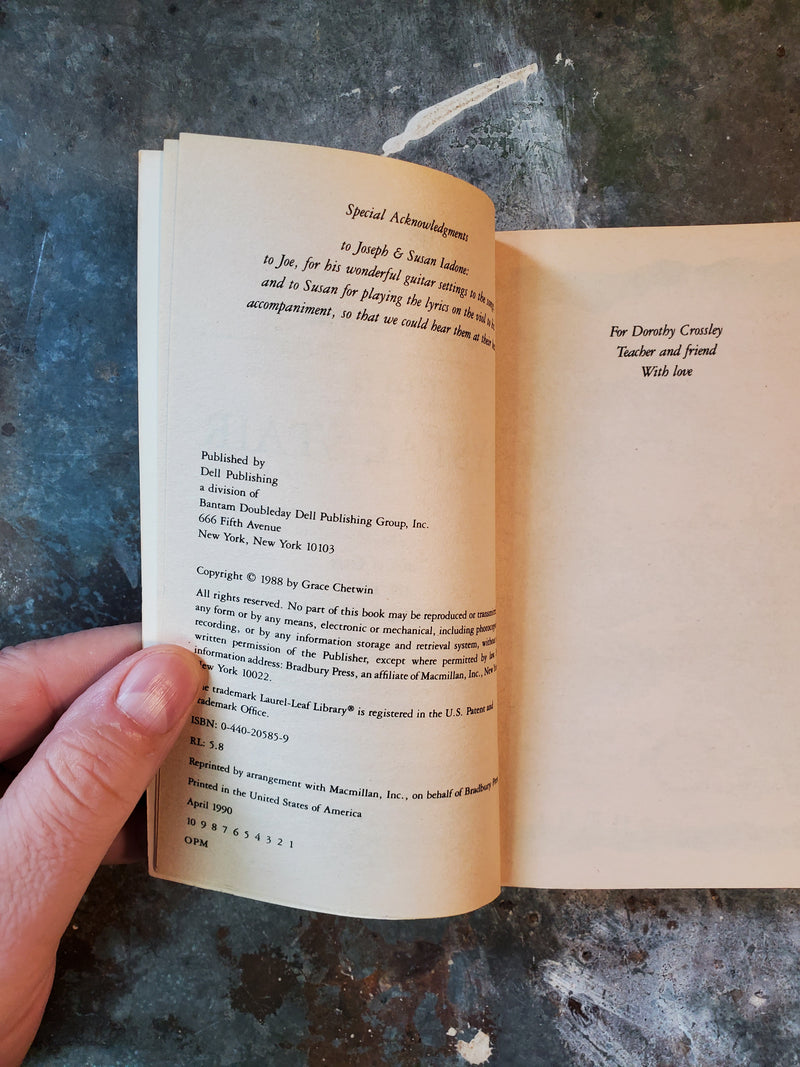 Special Acknowledgments
to Joseph & Susan Iadone:
to Joe, for his wonderful guitar settings to the song
and to Susan for playing the lyrics on the viol to
accompaniment, so that we could hear them at their
Published by
Dell Publishing
a division of
Bantam Doubleday Dell Publishing Group, Inc.
666 Fifth Avenue
New York, New York 10103
Copyright © 1988 by Grace Chetwin
All rights reserved. No part of this book may be reproduced or
any form or by any means, electronic or mechanical, including
recording, or by any information storage and retrieval system,
written permission of the Publisher, except where permitted by
information address: Bradbury Press, an affiliate of Macmillan, Inc., New
New York 10022.
trademark Laurel-Leaf Library® is registered in the U.S. Patent and
Trademark Office.
ISBN: 0-440-20585-9
RL: 5.8
Reprinted by arrangement with Macmillan, Inc., on behalf of Bradbury
Printed in the United States of America
April 1990
10 9 8 7 6 5 4 3 2 1
OPM
For Dorothy Crossley
Teacher and friend
With love